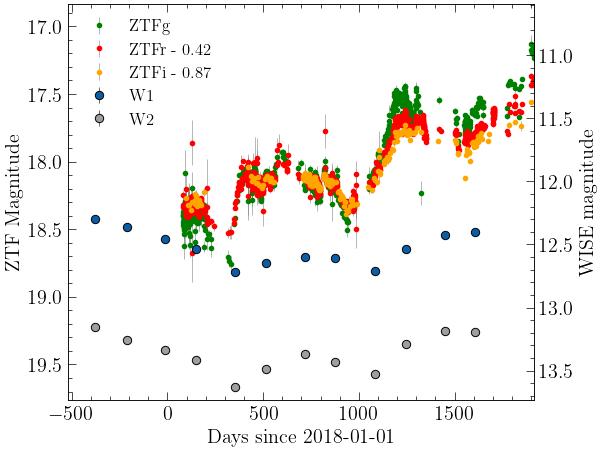 ZTFg
ZTFr - 0.42
ZTFi - 0.87
W1
W2
17.0
17.5
18.0
18.5
19.0
19.5
ZTF Magnitude
11.0
11.5
12.0
12.5
13.0
13.5
WISE magnitude
−500
0
500
1000
1500
Days since 2018-01-01